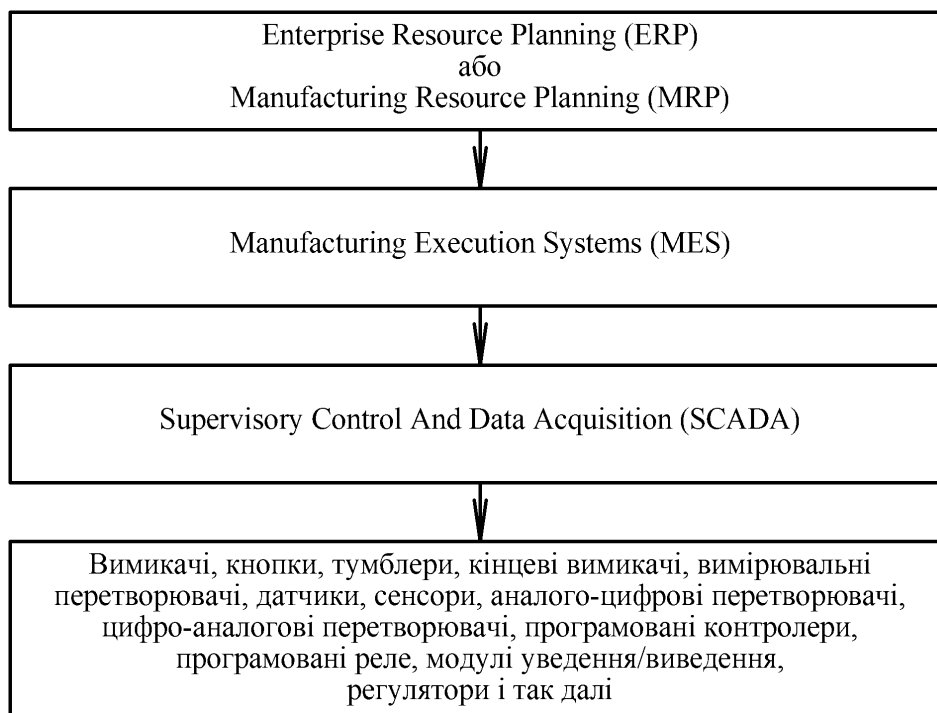 Enterprise Resource Planning (ERP)
або
Manufacturing Resource Planning (MRP)
Manufacturing Execution Systems (MES)
Supervisory Control And Data Acquisition (SCADA)
Вимикачі, кнопки, тумблери, кінцеві вимикачі, вимірювальні
перетворювачі, датчики, сенсори, аналого-цифрові перетворювачі,
цифро-аналогові перетворювачі, програмовані контролери,
програмовані реле, модулі уведення/виведення,
регулятори і так далі